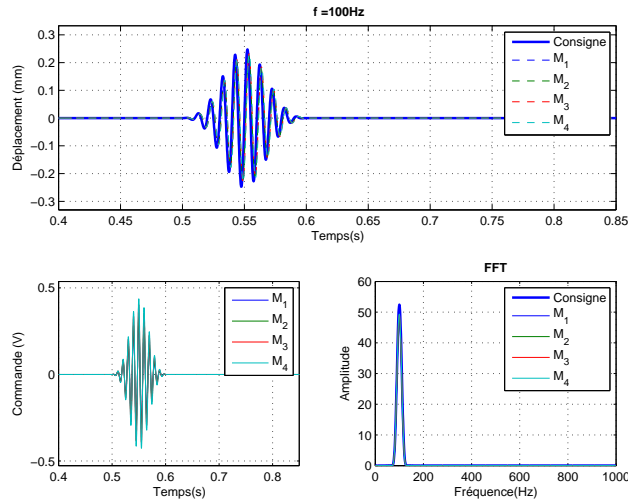 f =100Hz
0.3
0.2
0.1
0
−0.1
−0.2
−0.3
Déplacement (mm)
0.4 0.45 0.5 0.55 0.6 0.65 0.7 0.75 0.8 0.85
Temps(s)
Consigne
M1
M2
M3
M4
0.5
0
−0.5
Commande (V)
0.4 0.5 0.6 0.7 0.8
Temps(s)
M1
M2
M3
M4
FFT
60
50
40
30
20
10
0
Amplitude
0 200 400 600 800 1000
Fréquence(Hz)
Consigne
M1
M2
M3
M4